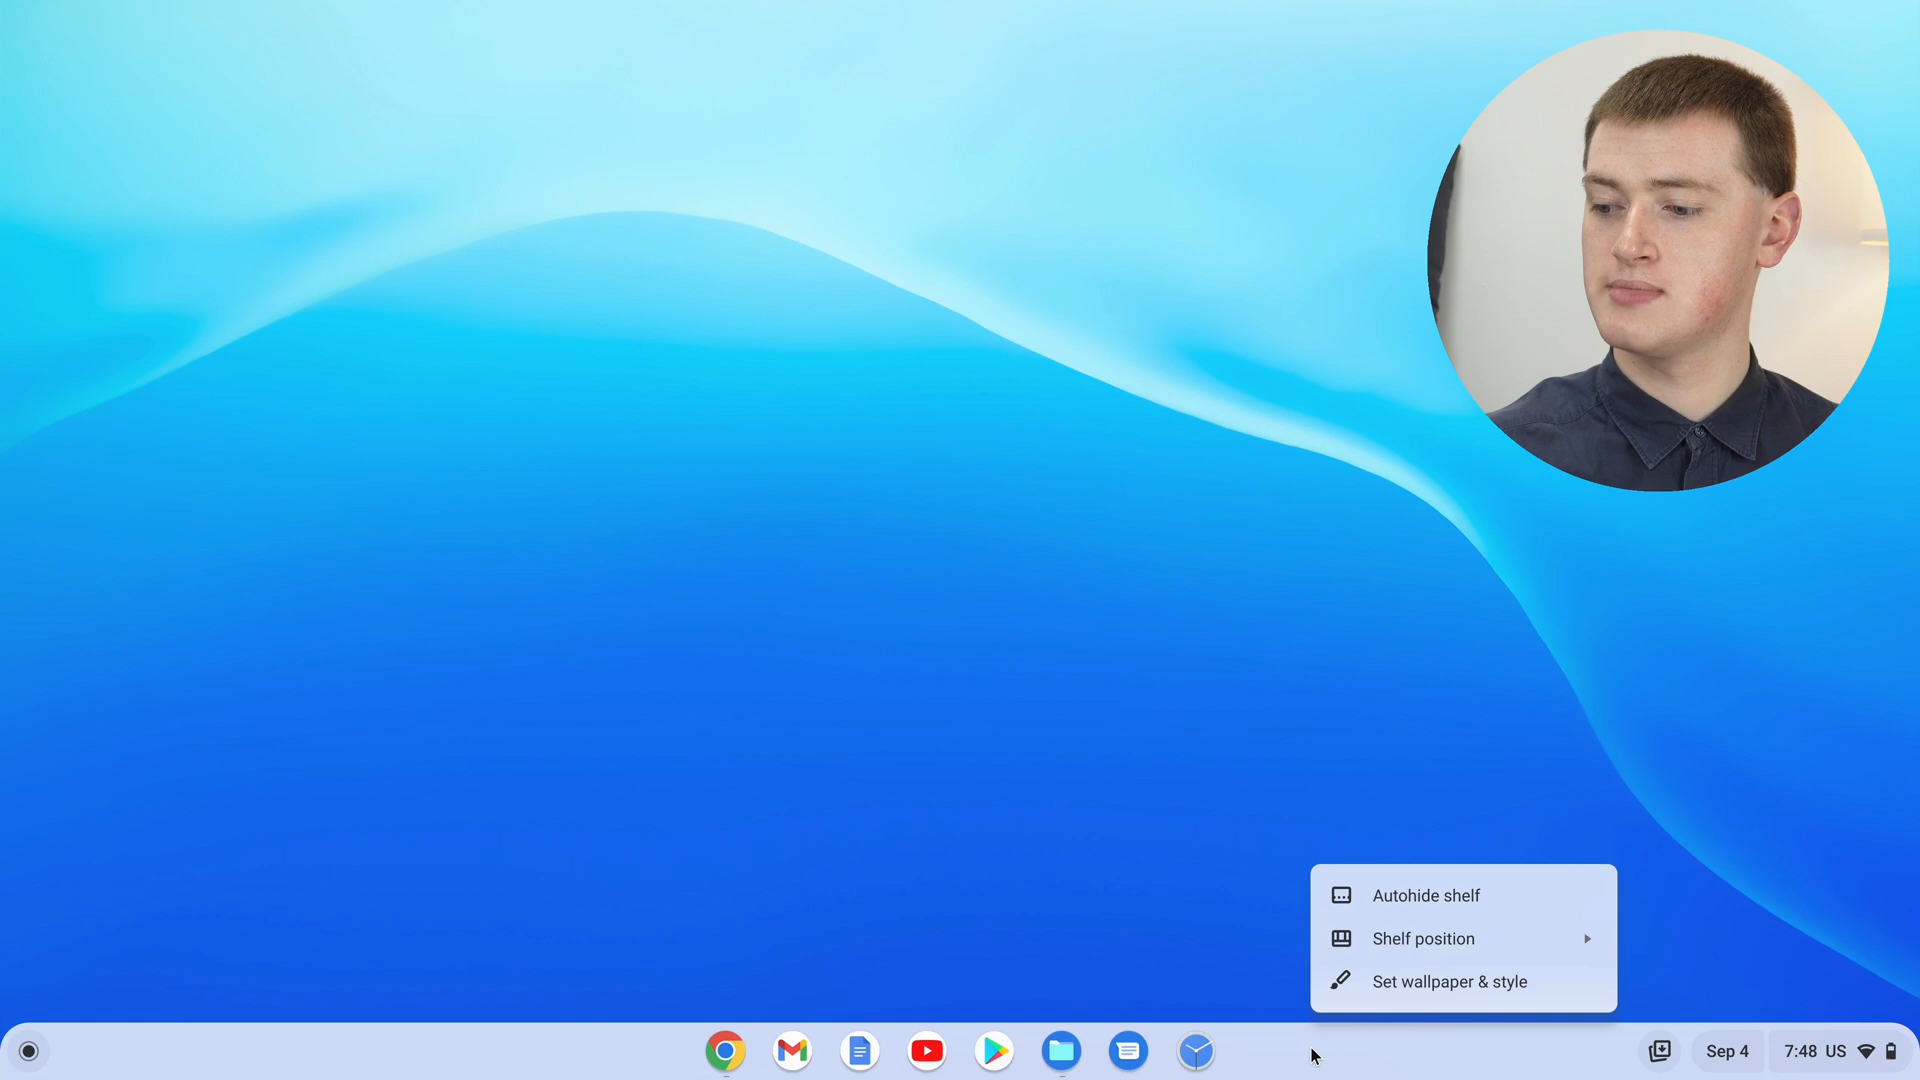 Autohide shelf
Shelf position
Set wallpaper & style
Sep 4
7:48 US